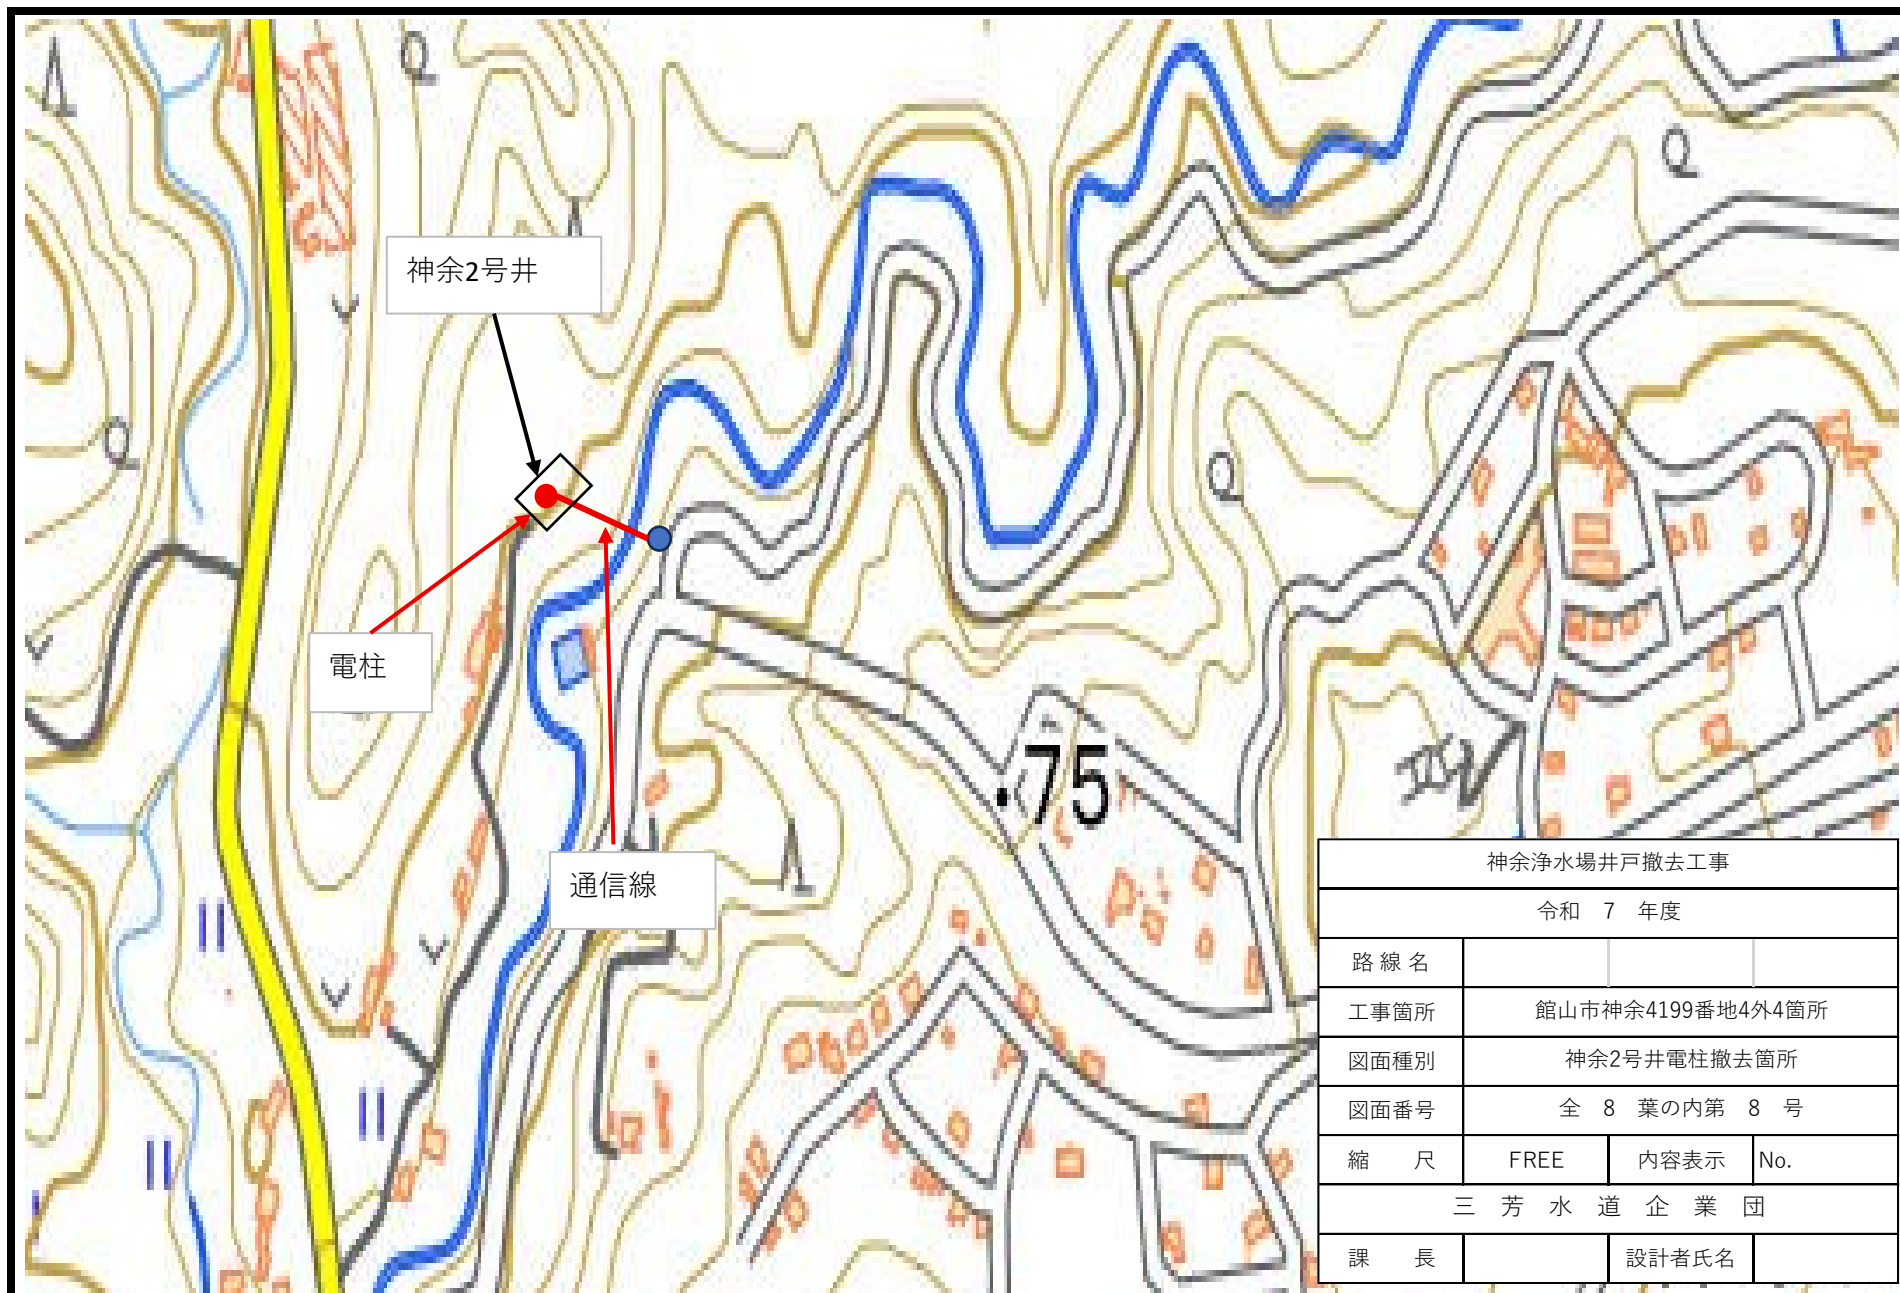 神余2号井
電柱
通信線
・75
神余浄水場井戸撤去工事
令和 7 年度
路 線 名
工事箇所 館山市神余4199番地4外4箇所
図面種別 神余2号井電柱撤去箇所
図面番号 全 8 葉の内第 8 号
縮 尺 FREE 内容表示 No.
三 芳 水 道 企 業 団
課 長 設計者氏名